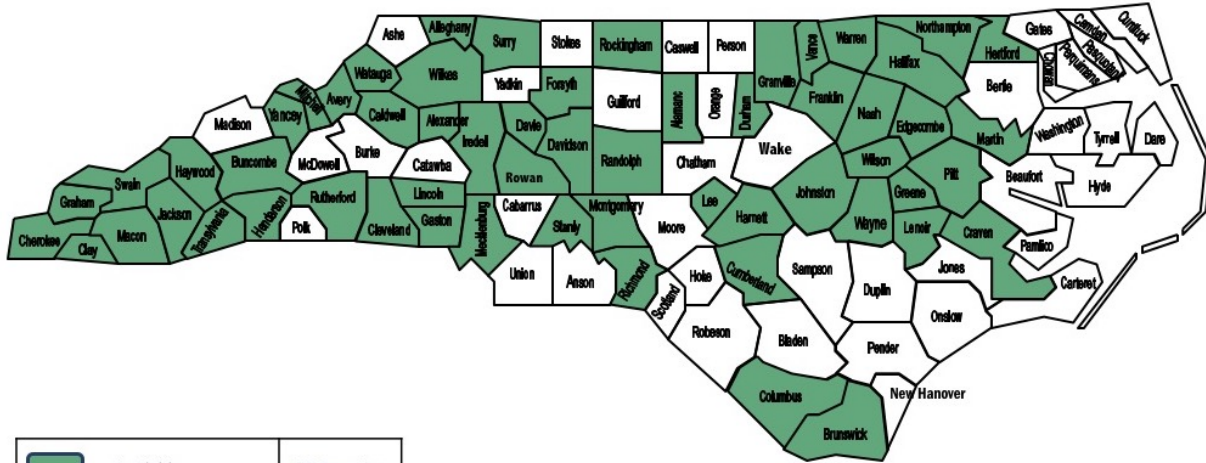 Ashe
Alleghany
Surry
Stokes
Rockingham
Caswell
Person
Granville
Vance
Warren
Northampton
Hertford
Gates
Camden
Currituck
Pasquotank
Perquimans
Chowan
Halifax
Bertie
Watauga
Wilkes
Yadkin
Forsyth
Guilford
Alamanc
Orange
Durham
Franklin
Nash
Edgecombe
Martin
Washington
Tyrrell
Dare
Madison
Yancey
Mitchell
Avery
Caldwell
Alexander
Iredell
Davie
Davidson
Randolph
Chatham
Wake
Wilson
Pitt
Beaufort
Hyde
Swain
Haywood
Buncombe
McDowell
Burke
Catawba
Rowan
Johnston
Greene
Graham
Jackson
Transylvania
Henderson
Rutherford
Lincoln
Cabarrus
Stanly
Montgomery
Moore
Lee
Harnett
Wayne
Lenoir
Craven
Pamlico
Cherokee
Clay
Macon
Polk
Cleveland
Gaston
Mecklenburg
Union
Anson
Richmond
Scotland
Hoke
Cumberland
Sampson
Duplin
Jones
Carteret
Onslow
Robeson
Bladen
Pender
Columbus
Brunswick
New Hanover